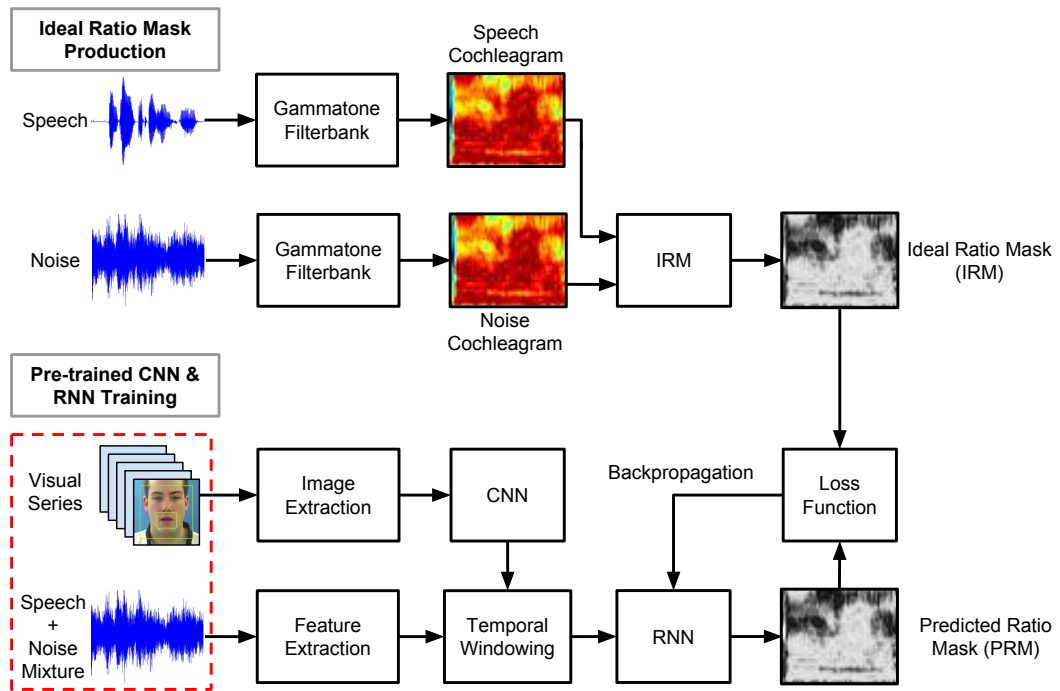 Ideal Ratio Mask
Production
Speech
Gammatone
Filterbank
Speech
Cochleagram
Noise
Gammatone
Filterbank
Noise
Cochleagram
IRM
Ideal Ratio Mask
(IRM)
Pre-trained CNN &
RNN Training
Visual
Series
Image
Extraction
CNN
Backpropagation
Loss
Function
Speech
+
Noise
Mixture
Feature
Extraction
Temporal
Windowing
RNN
Predicted Ratio
Mask (PRM)